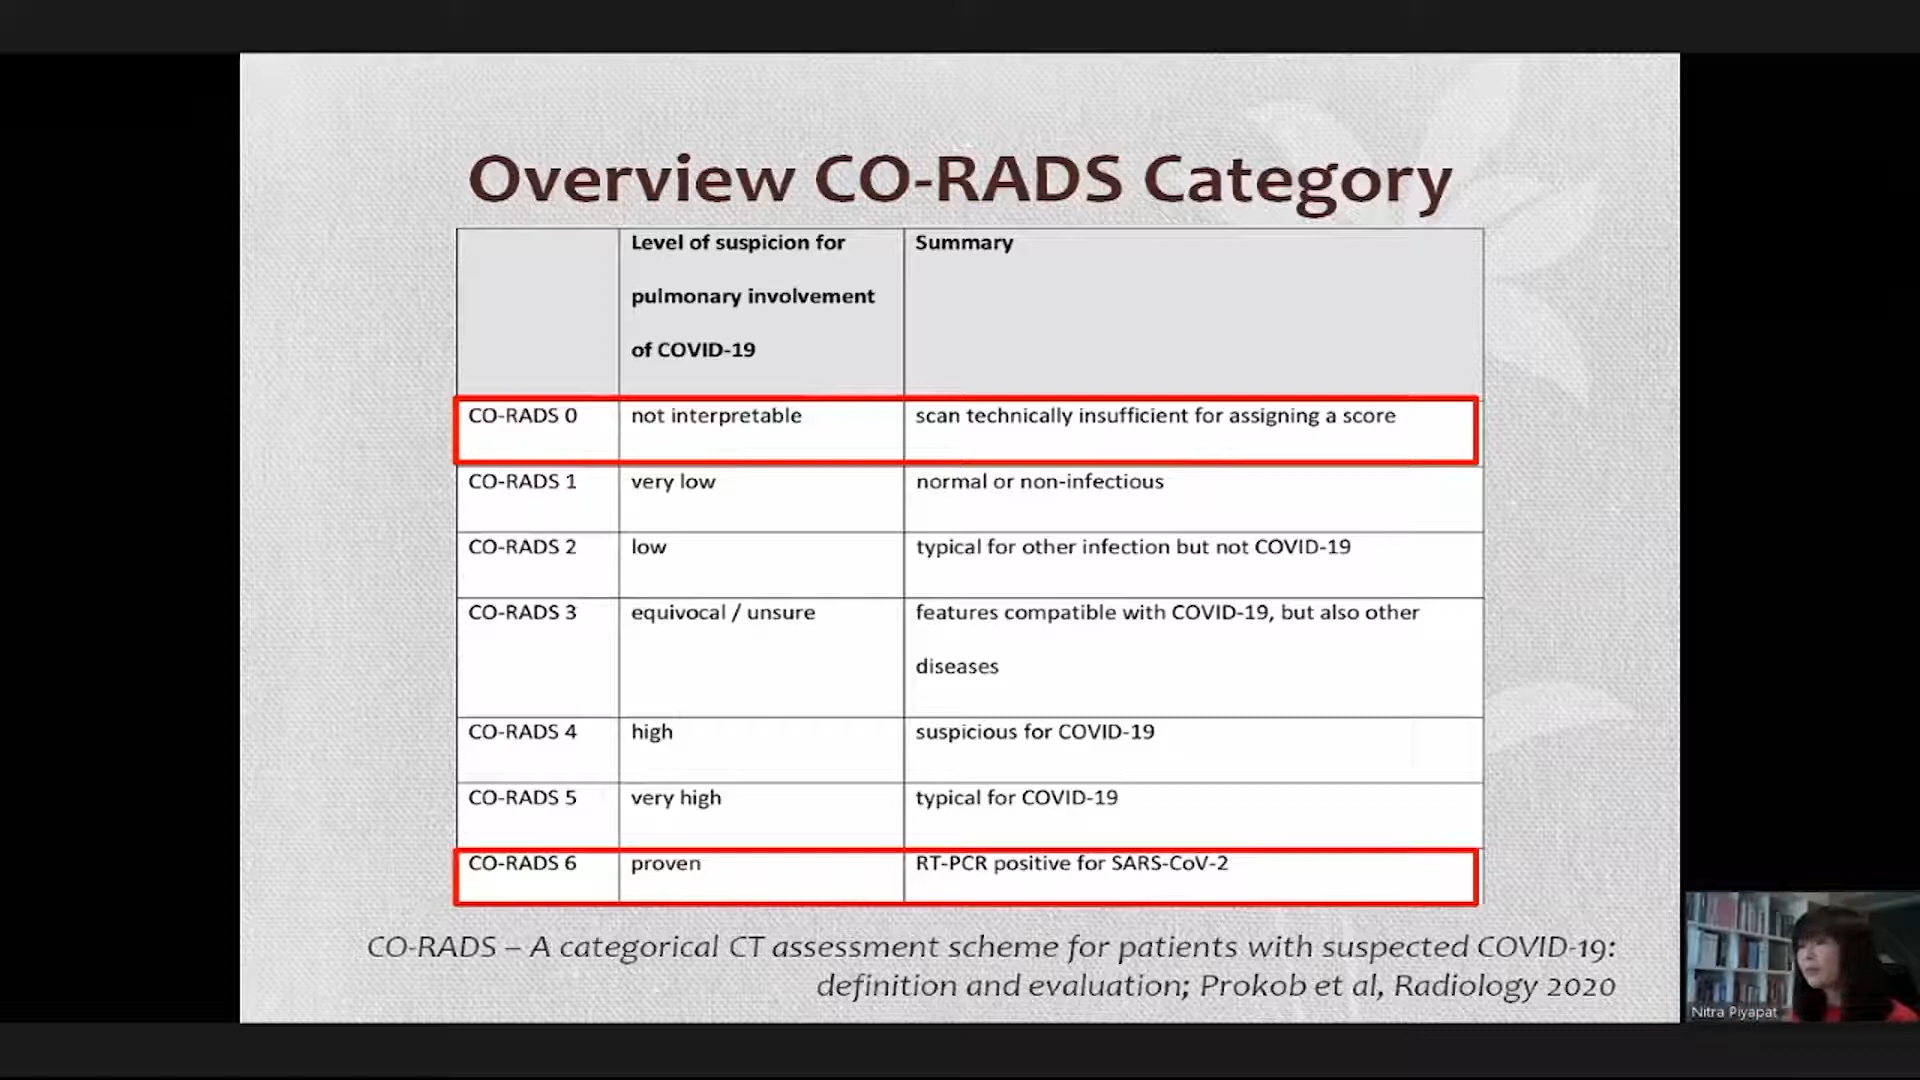 Overview CO-RADS Category
Level of suspicion for
pulmonary involvement
of COVID-19
Summary
CO-RADS 0 not interpretable scan technically insufficient for assigning a score
CO-RADS 1 very low normal or non-infectious
CO-RADS 2 low typical for other infection but not COVID-19
CO-RADS 3 equivocal / unsure features compatible with COVID-19, but also other
diseases
CO-RADS 4 high suspicious for COVID-19
CO-RADS 5 very high typical for COVID-19
CO-RADS 6 proven RT-PCR positive for SARS-CoV-2
CO-RADS – A categorical CT assessment scheme for patients with suspected COVID-19:
definition and evaluation; Prokob et al, Radiology 2020
Nitra Piyapat